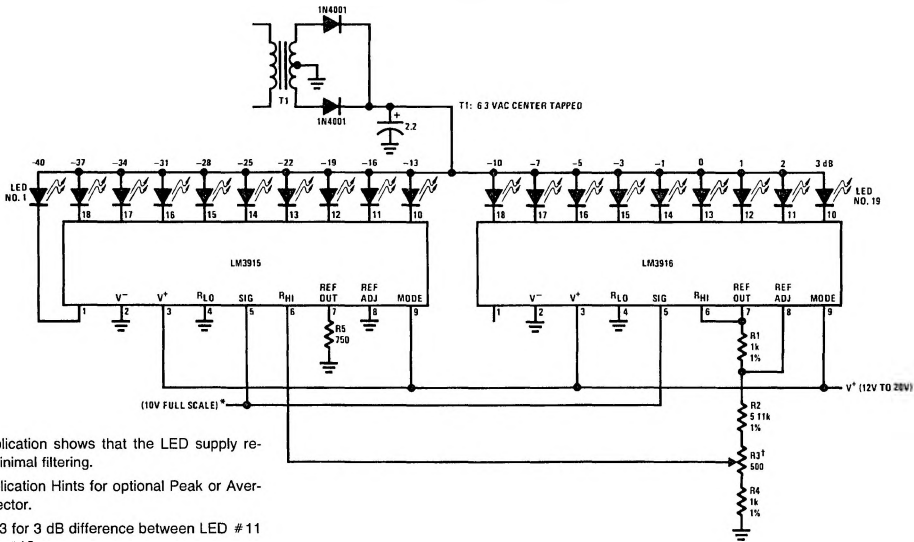 1N4001
T1
1N4001
T1: 6.3 VAC CENTER TAPPED
+
2.2
-40 -37 -34 -31 -28 -25 -22 -19 -16 -13 -10 -7 -5 -3 -1 0 1 2 3 dB
LED NO. 1
LED NO. 19
18 17 16 15 14 13 12 11 10
18 17 16 15 14 13 12 11 10
LM3915
LM3916
V- V+ RLO SIG RHI REF OUT REF ADJ MODE
V- V+ RLO SIG RHI REF OUT REF ADJ MODE
1 2 3 4 5 6 7 8 9
1 2 3 4 5 6 7 8 9
R5
750
R1
1k
1%
V+ (12V TO 20V)
(10V FULL SCALE) *
R2
5 11k
1%
R3†
500
R4
1k
1%
plication shows that the LED supply re-
inimal filtering.
plication Hints for optional Peak or Aver-
ector.
3 for 3 dB difference between LED #11